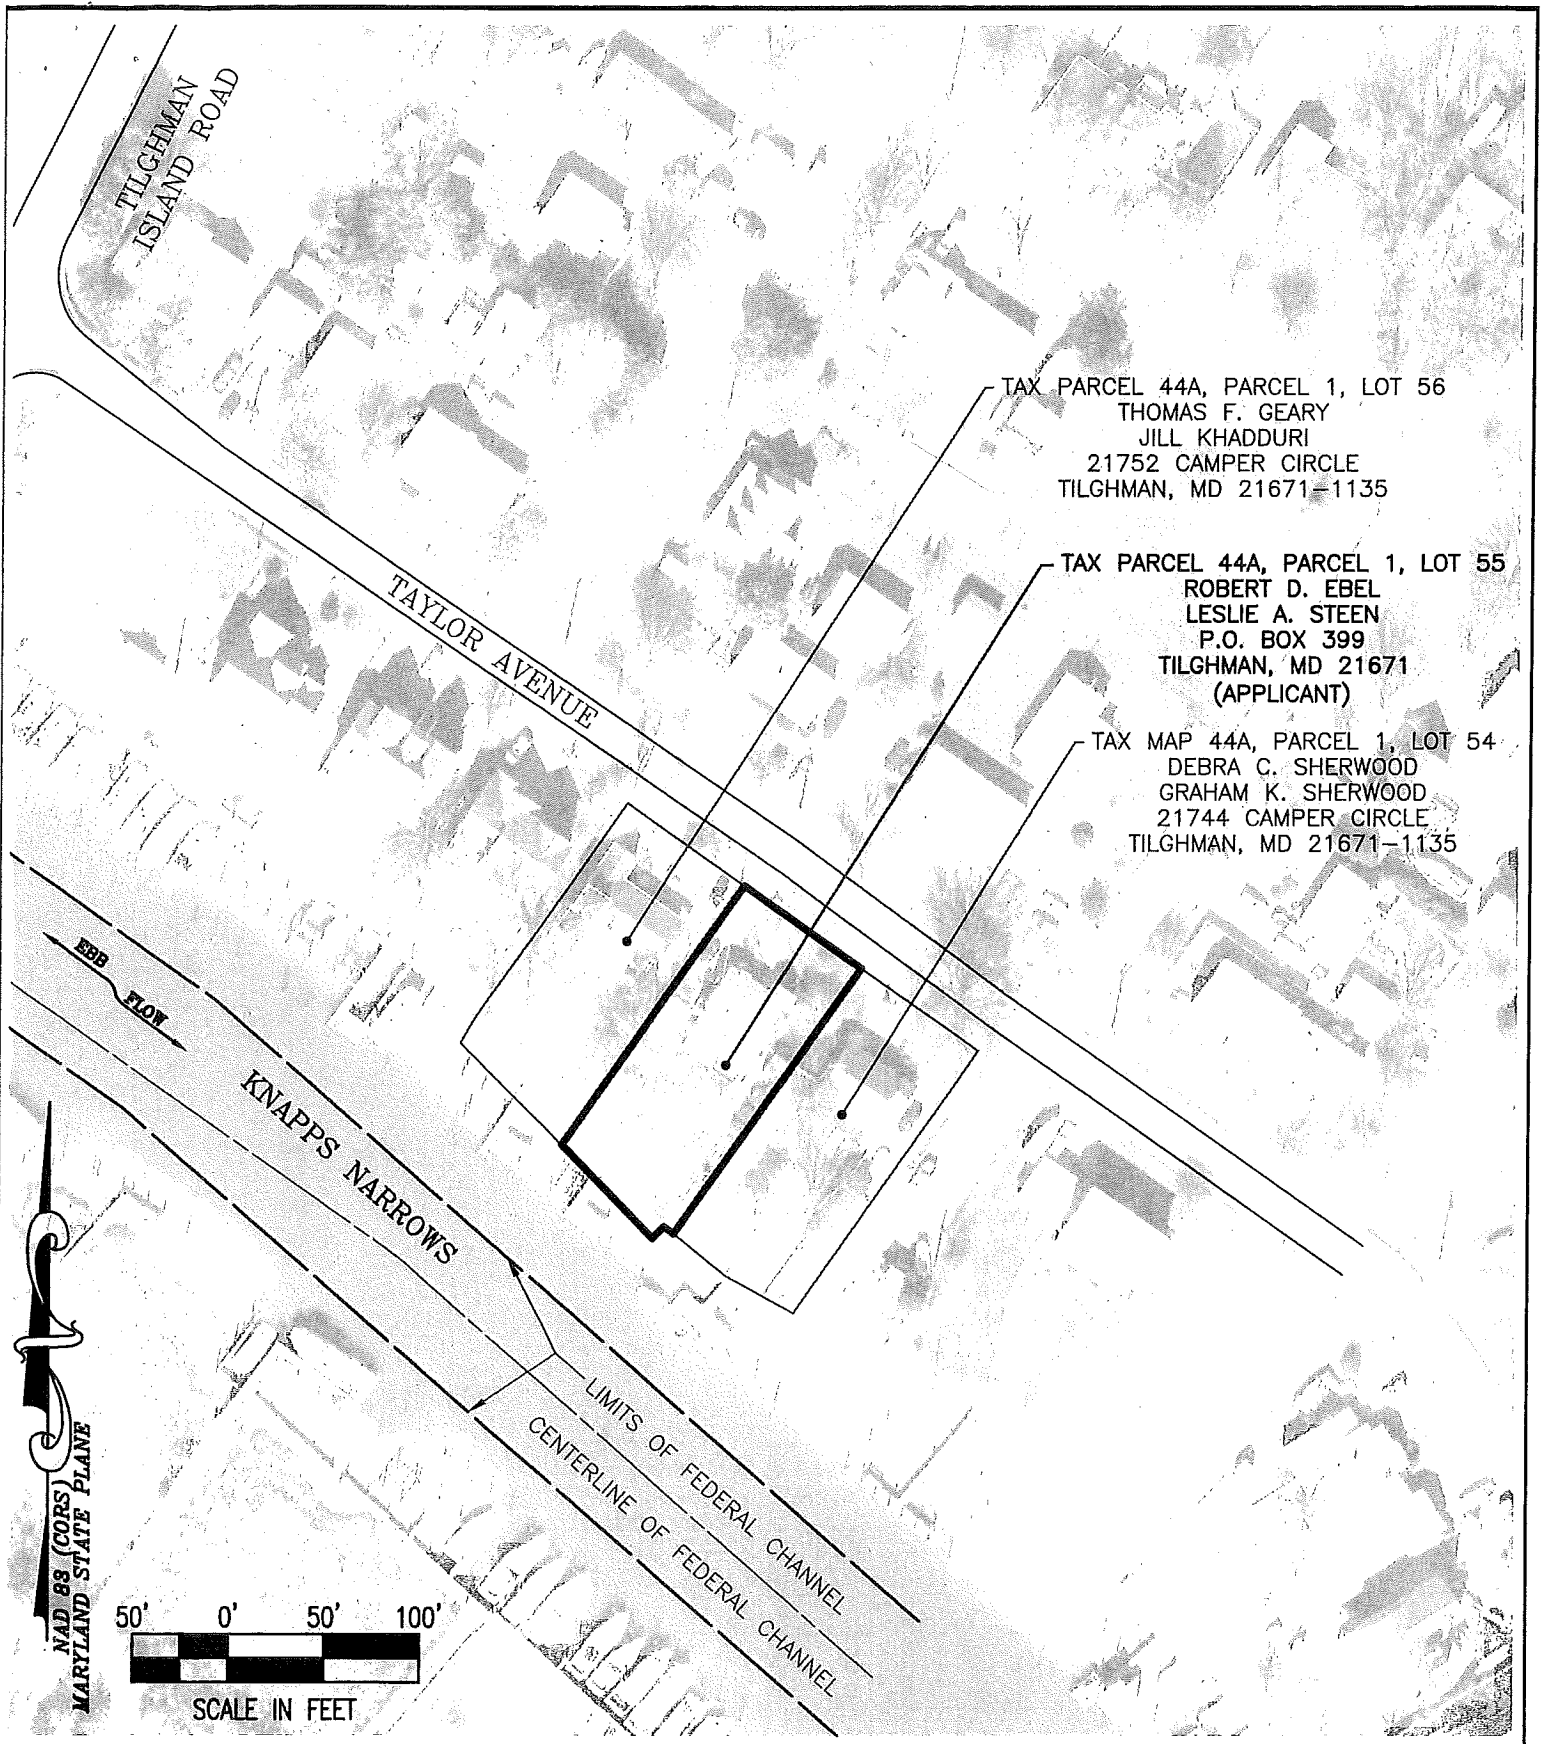 TILGHMAN
ISLAND ROAD
TAX PARCEL 44A, PARCEL 1, LOT 56
THOMAS F. GEARY
JILL KHADDURI
21752 CAMPER CIRCLE
TILGHMAN, MD 21671-1135
TAX PARCEL 44A, PARCEL 1, LOT 55
ROBERT D. EBEL
LESLIE A. STEEN
P.O. BOX 399
TILGHMAN, MD 21671
(APPLICANT)
TAYLOR AVENUE
TAX MAP 44A, PARCEL 1, LOT 54
DEBRA C. SHERWOOD
GRAHAM K. SHERWOOD
21744 CAMPER CIRCLE
TILGHMAN, MD 21671-1135
EBB
FLOW
KNAPPS NARROWS
LIMITS OF FEDERAL CHANNEL
CENTERLINE OF FEDERAL CHANNEL
NAD 83 (CORS)
MARYLAND STATE PLANE
50' 0' 50' 100'
SCALE IN FEET